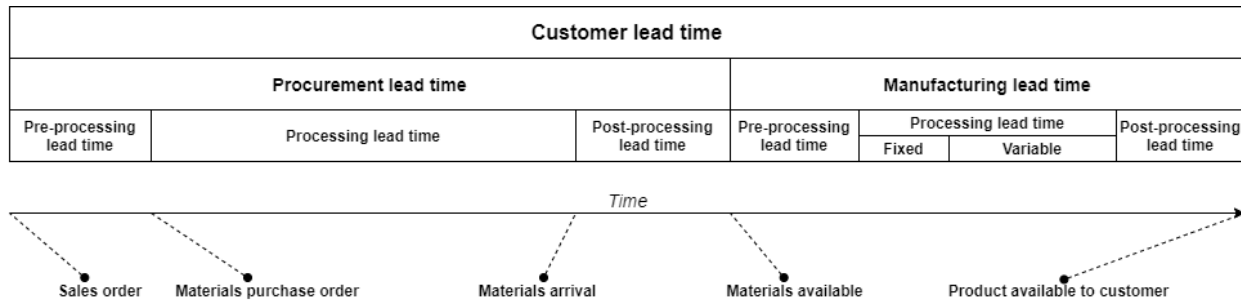 Customer lead time
Procurement lead time
Manufacturing lead time
Pre-processing
lead time
Processing lead time
Post-processing
lead time
Pre-processing
lead time
Processing lead time
Fixed
Variable
Post-processing
lead time
Time
Sales order
Materials purchase order
Materials arrival
Materials available
Product available to customer